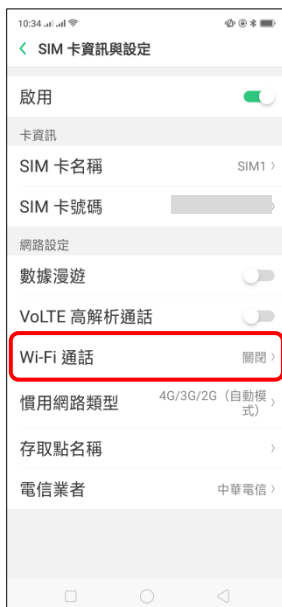 10:34
SIM 卡資訊與設定
啟用
卡資訊
SIM 卡名稱 SIM1
SIM 卡號碼
網路設定
數據漫遊
VoLTE 高解析通話
Wi-Fi 通話 關閉
慣用網路類型 4G/3G/2G（自動模
式）
存取點名稱
電信業者 中華電信